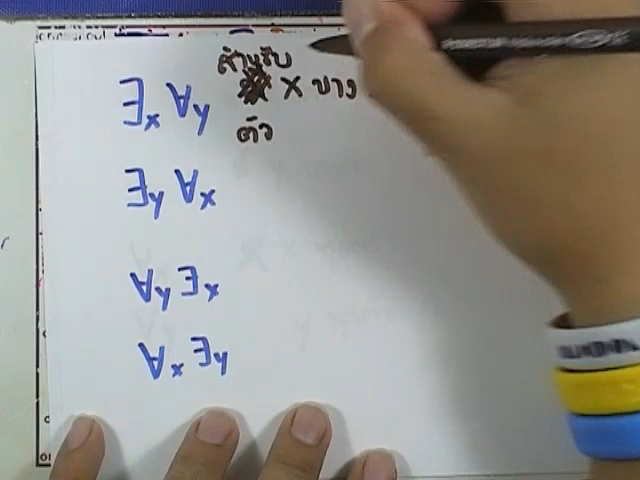 สำหรับ
∃x ∀y x บาง
ตัว
∃y ∀x
∀y ∃x
∀x ∃y